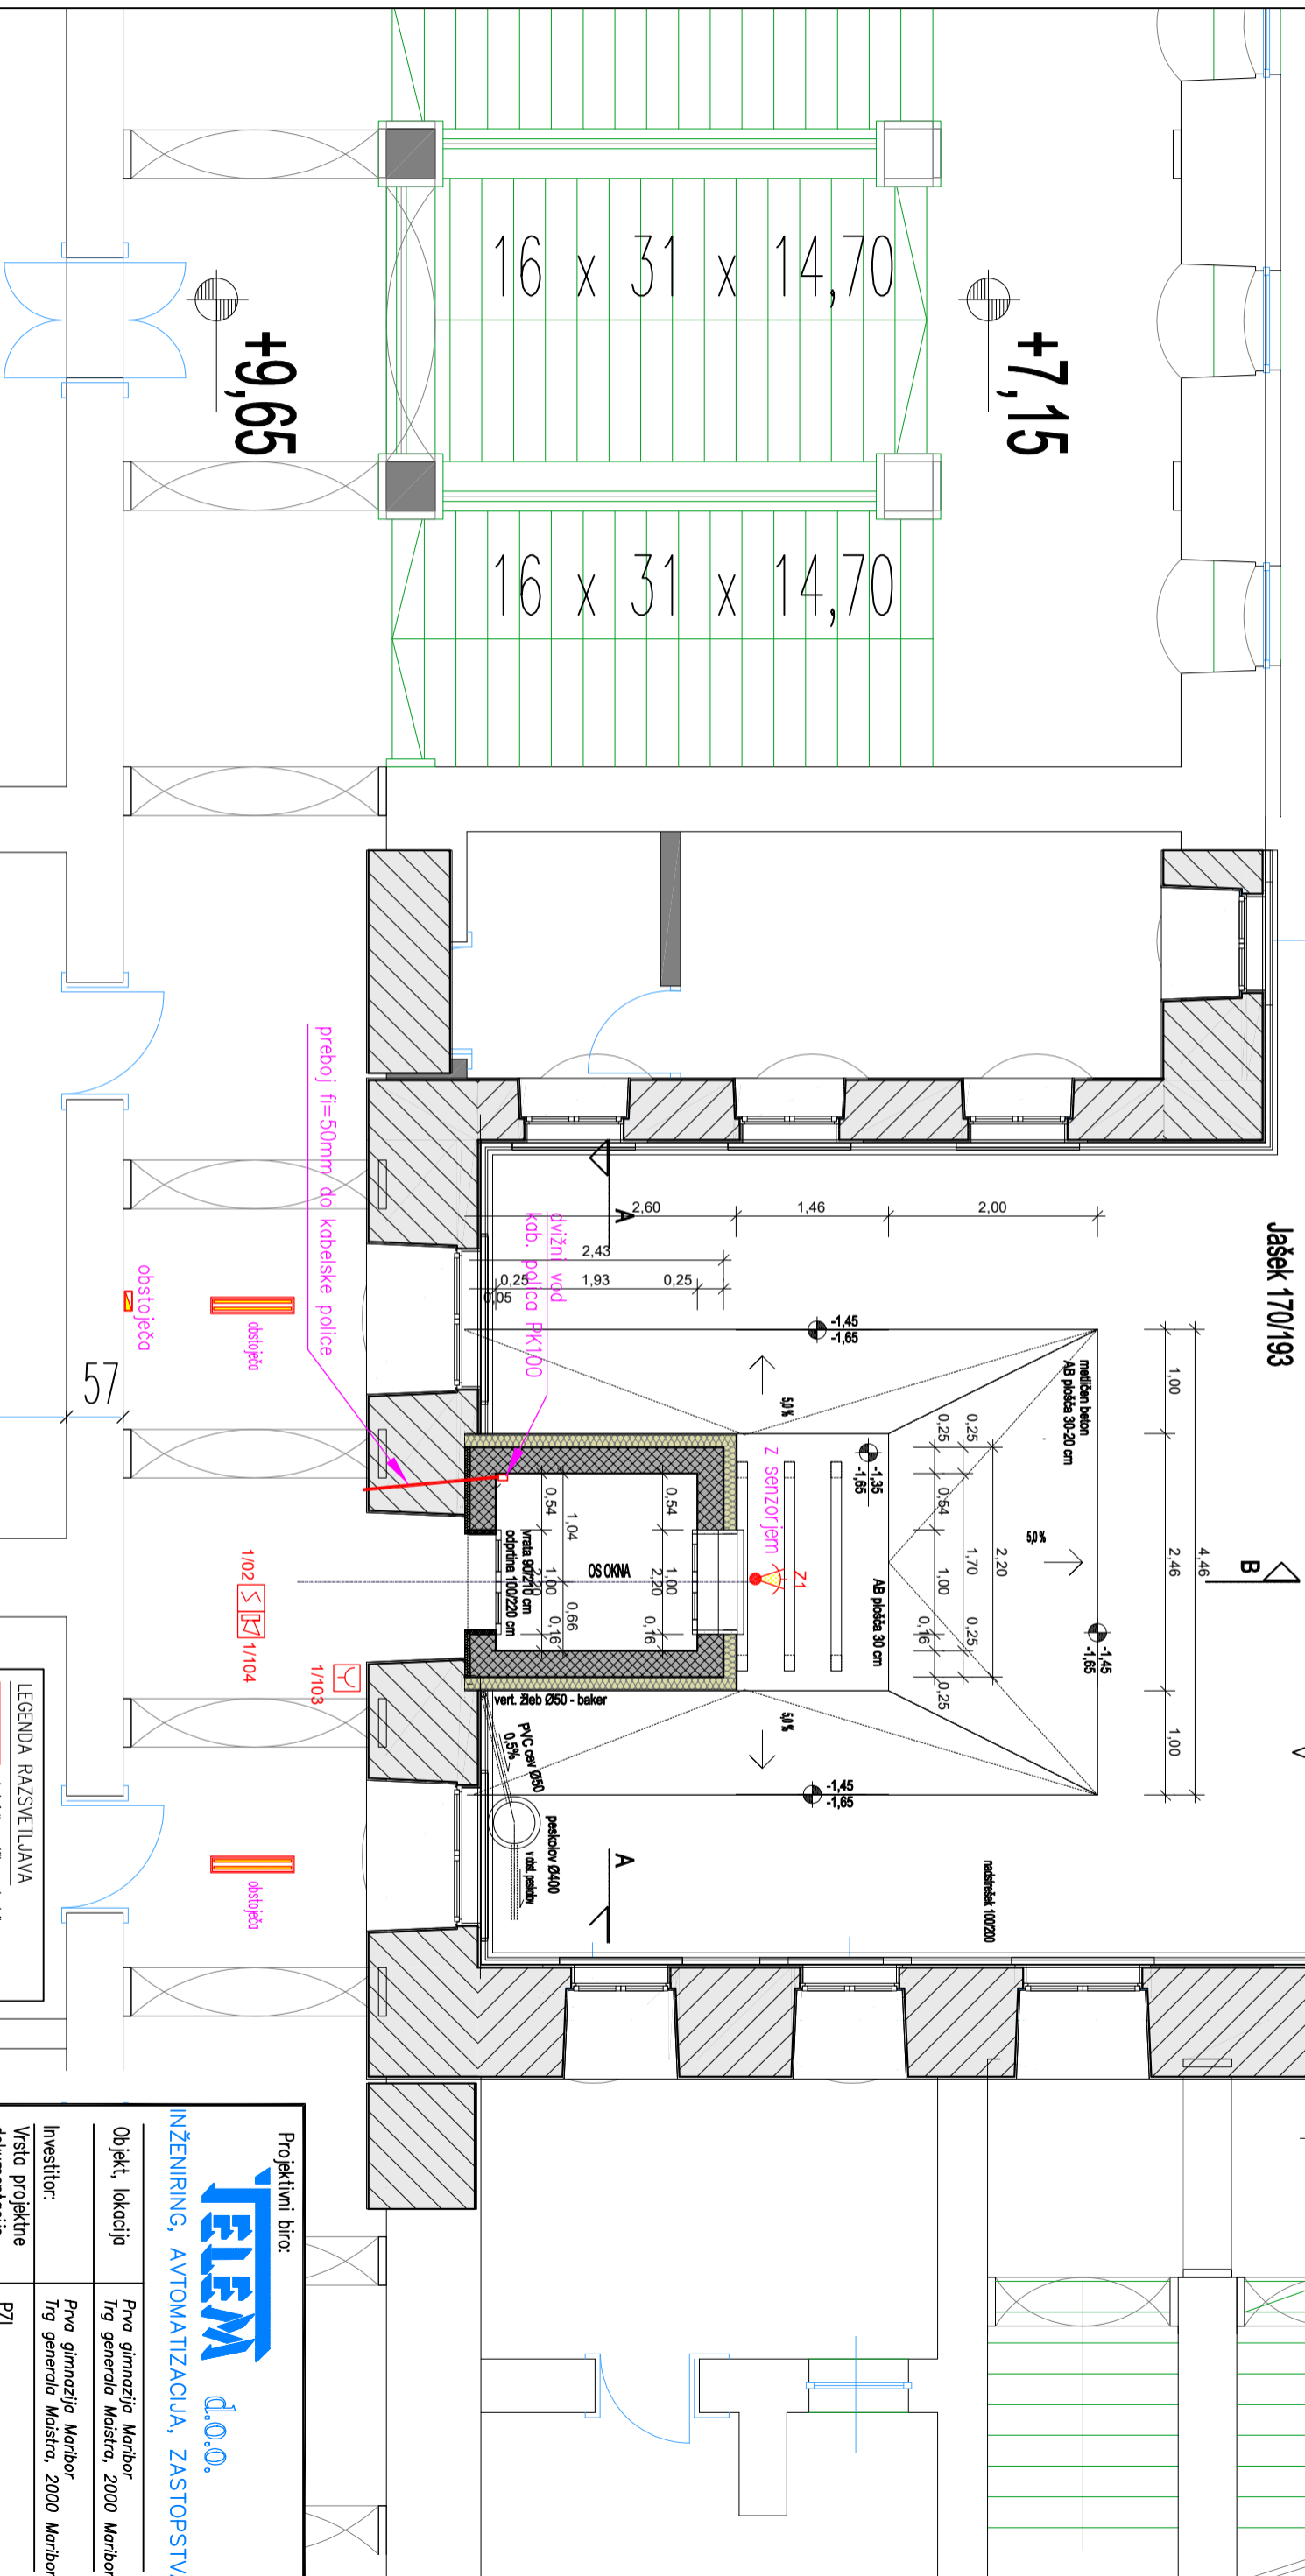 16 x 31 x 14,70
16 x 31 x 14,70
+9,65
+7,15
Jašek 170/193
2,60
1,46
2,00
A
2,43
0,25
1,93
0,25
0,05
dvižni vod
kab. polica PK100
preboj fi=50mm do kabelske police
obstoječa
obstoječa
57
-1,45
-1,65
5,0 %
metličen beton
AB plošča 30-20 cm
1,00
4,46
2,46
1,00
B
-1,35
-1,65
0,25
0,25
0,54
1,70
2,20
1,00
0,25
0,16
0,25
5,0 %
-1,45
-1,65
z senzorjem
Z1
AB plošča 30 cm
0,54
1,04
0,54
OS OKNA
1,00
2,20
0,16
vrata 90/210 cm
odprtina 100/220 cm
1,00
2,20
0,66
0,16
1/02
1/104
1/103
vert. žleb Ø50 - baker
PVC cev Ø50
0,5%
peskolov Ø400
v obst. peskolov
5,0 %
-1,45
-1,65
A
nadstrešek 100/200
obstoječa
LEGENDA RAZSVETLJAVA
Projektivni biro:
TELEM d.o.o.
INŽENIRING, AVTOMATIZACIJA, ZASTOPSTV
Objekt, lokacija
Prva gimnazija Maribor
Trg generala Maistra, 2000 Maribor
Investitor:
Prva gimnazija Maribor
Trg generala Maistra, 2000 Maribor
Vrsta projektne
PZI